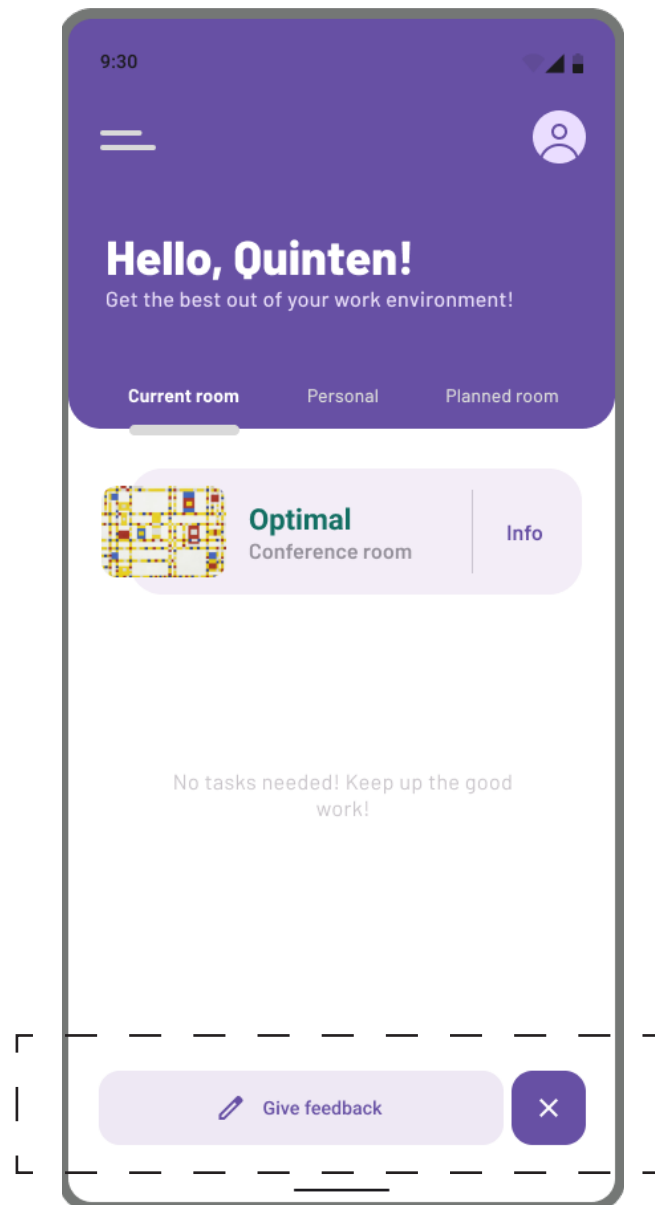 9:30
Hello, Quinten!
Get the best out of your work environment!
Current room
Personal
Planned room
Optimal
Conference room
Info
No tasks needed! Keep up the good
work!
Give feedback